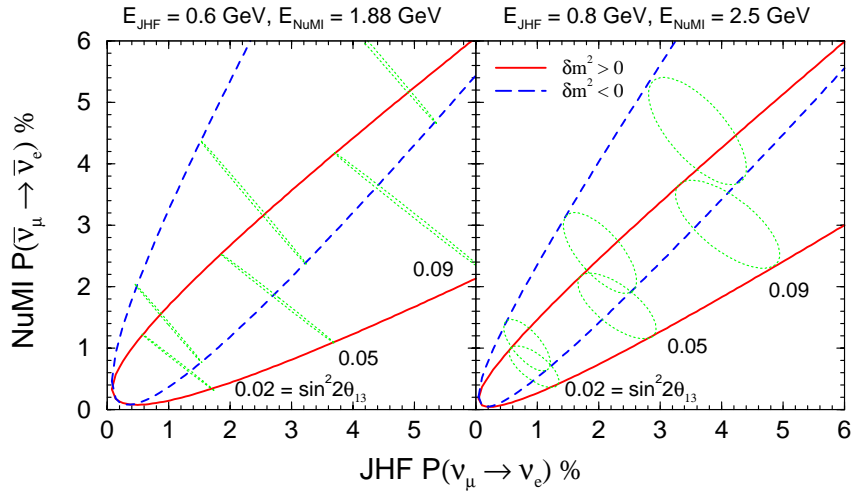 E_JHF = 0.6 GeV, E_NuMI = 1.88 GeV
E_JHF = 0.8 GeV, E_NuMI = 2.5 GeV
NuMI P(ν̄_μ → ν̄_e) %
6
5
4
3
2
1
0
δm² > 0
δm² < 0
0.09
0.05
0.02 = sin²2θ₁₃
0.09
0.05
0.02 = sin²2θ₁₃
0 1 2 3 4 5 0 1 2 3 4 5 6
JHF P(ν_μ → ν_e) %